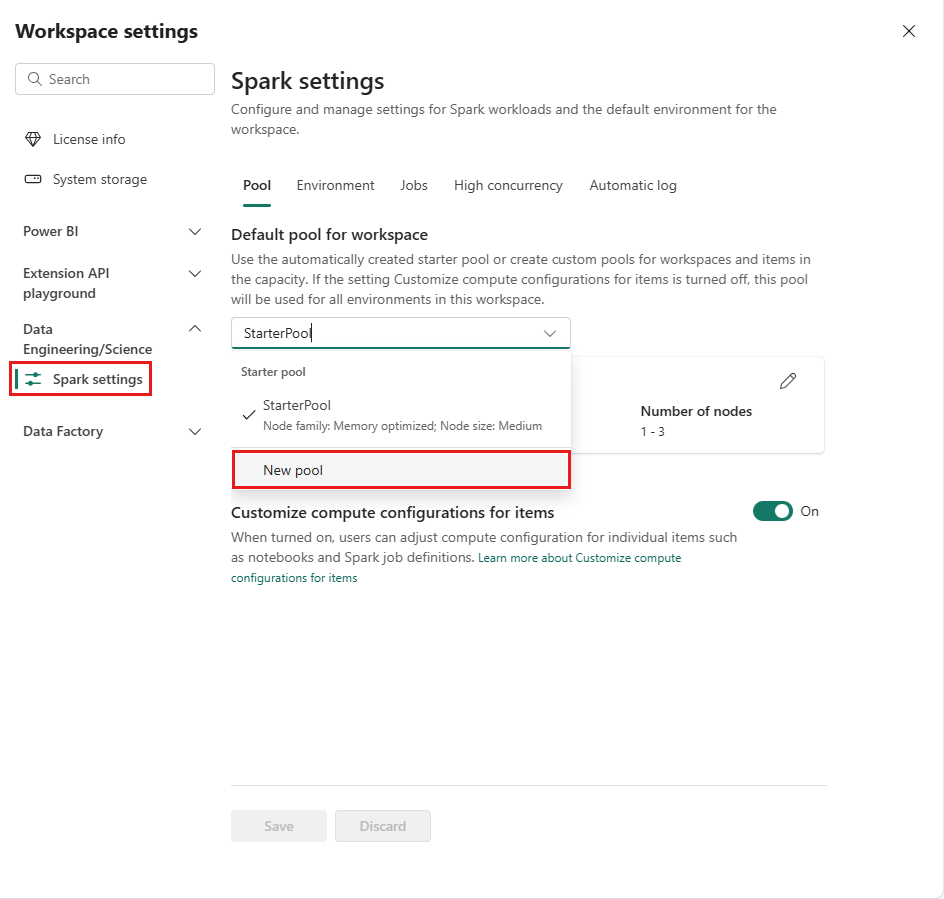 Workspace settings
Search
License info
System storage
Power BI
Extension API
playground
Data
Engineering/Science
Spark settings
Data Factory
Spark settings
Configure and manage settings for Spark workloads and the default environment for the
workspace.
Pool
Environment
Jobs
High concurrency
Automatic log
Default pool for workspace
Use the automatically created starter pool or create custom pools for workspaces and items in
the capacity. If the setting Customize compute configurations for items is turned off, this pool
will be used for all environments in this workspace.
StarterPool
Starter pool
StarterPool
Node family: Memory optimized; Node size: Medium
New pool
Number of nodes
1 - 3
Customize compute configurations for items
On
When turned on, users can adjust compute configuration for individual items such
as notebooks and Spark job definitions. Learn more about Customize compute
configurations for items
Save
Discard